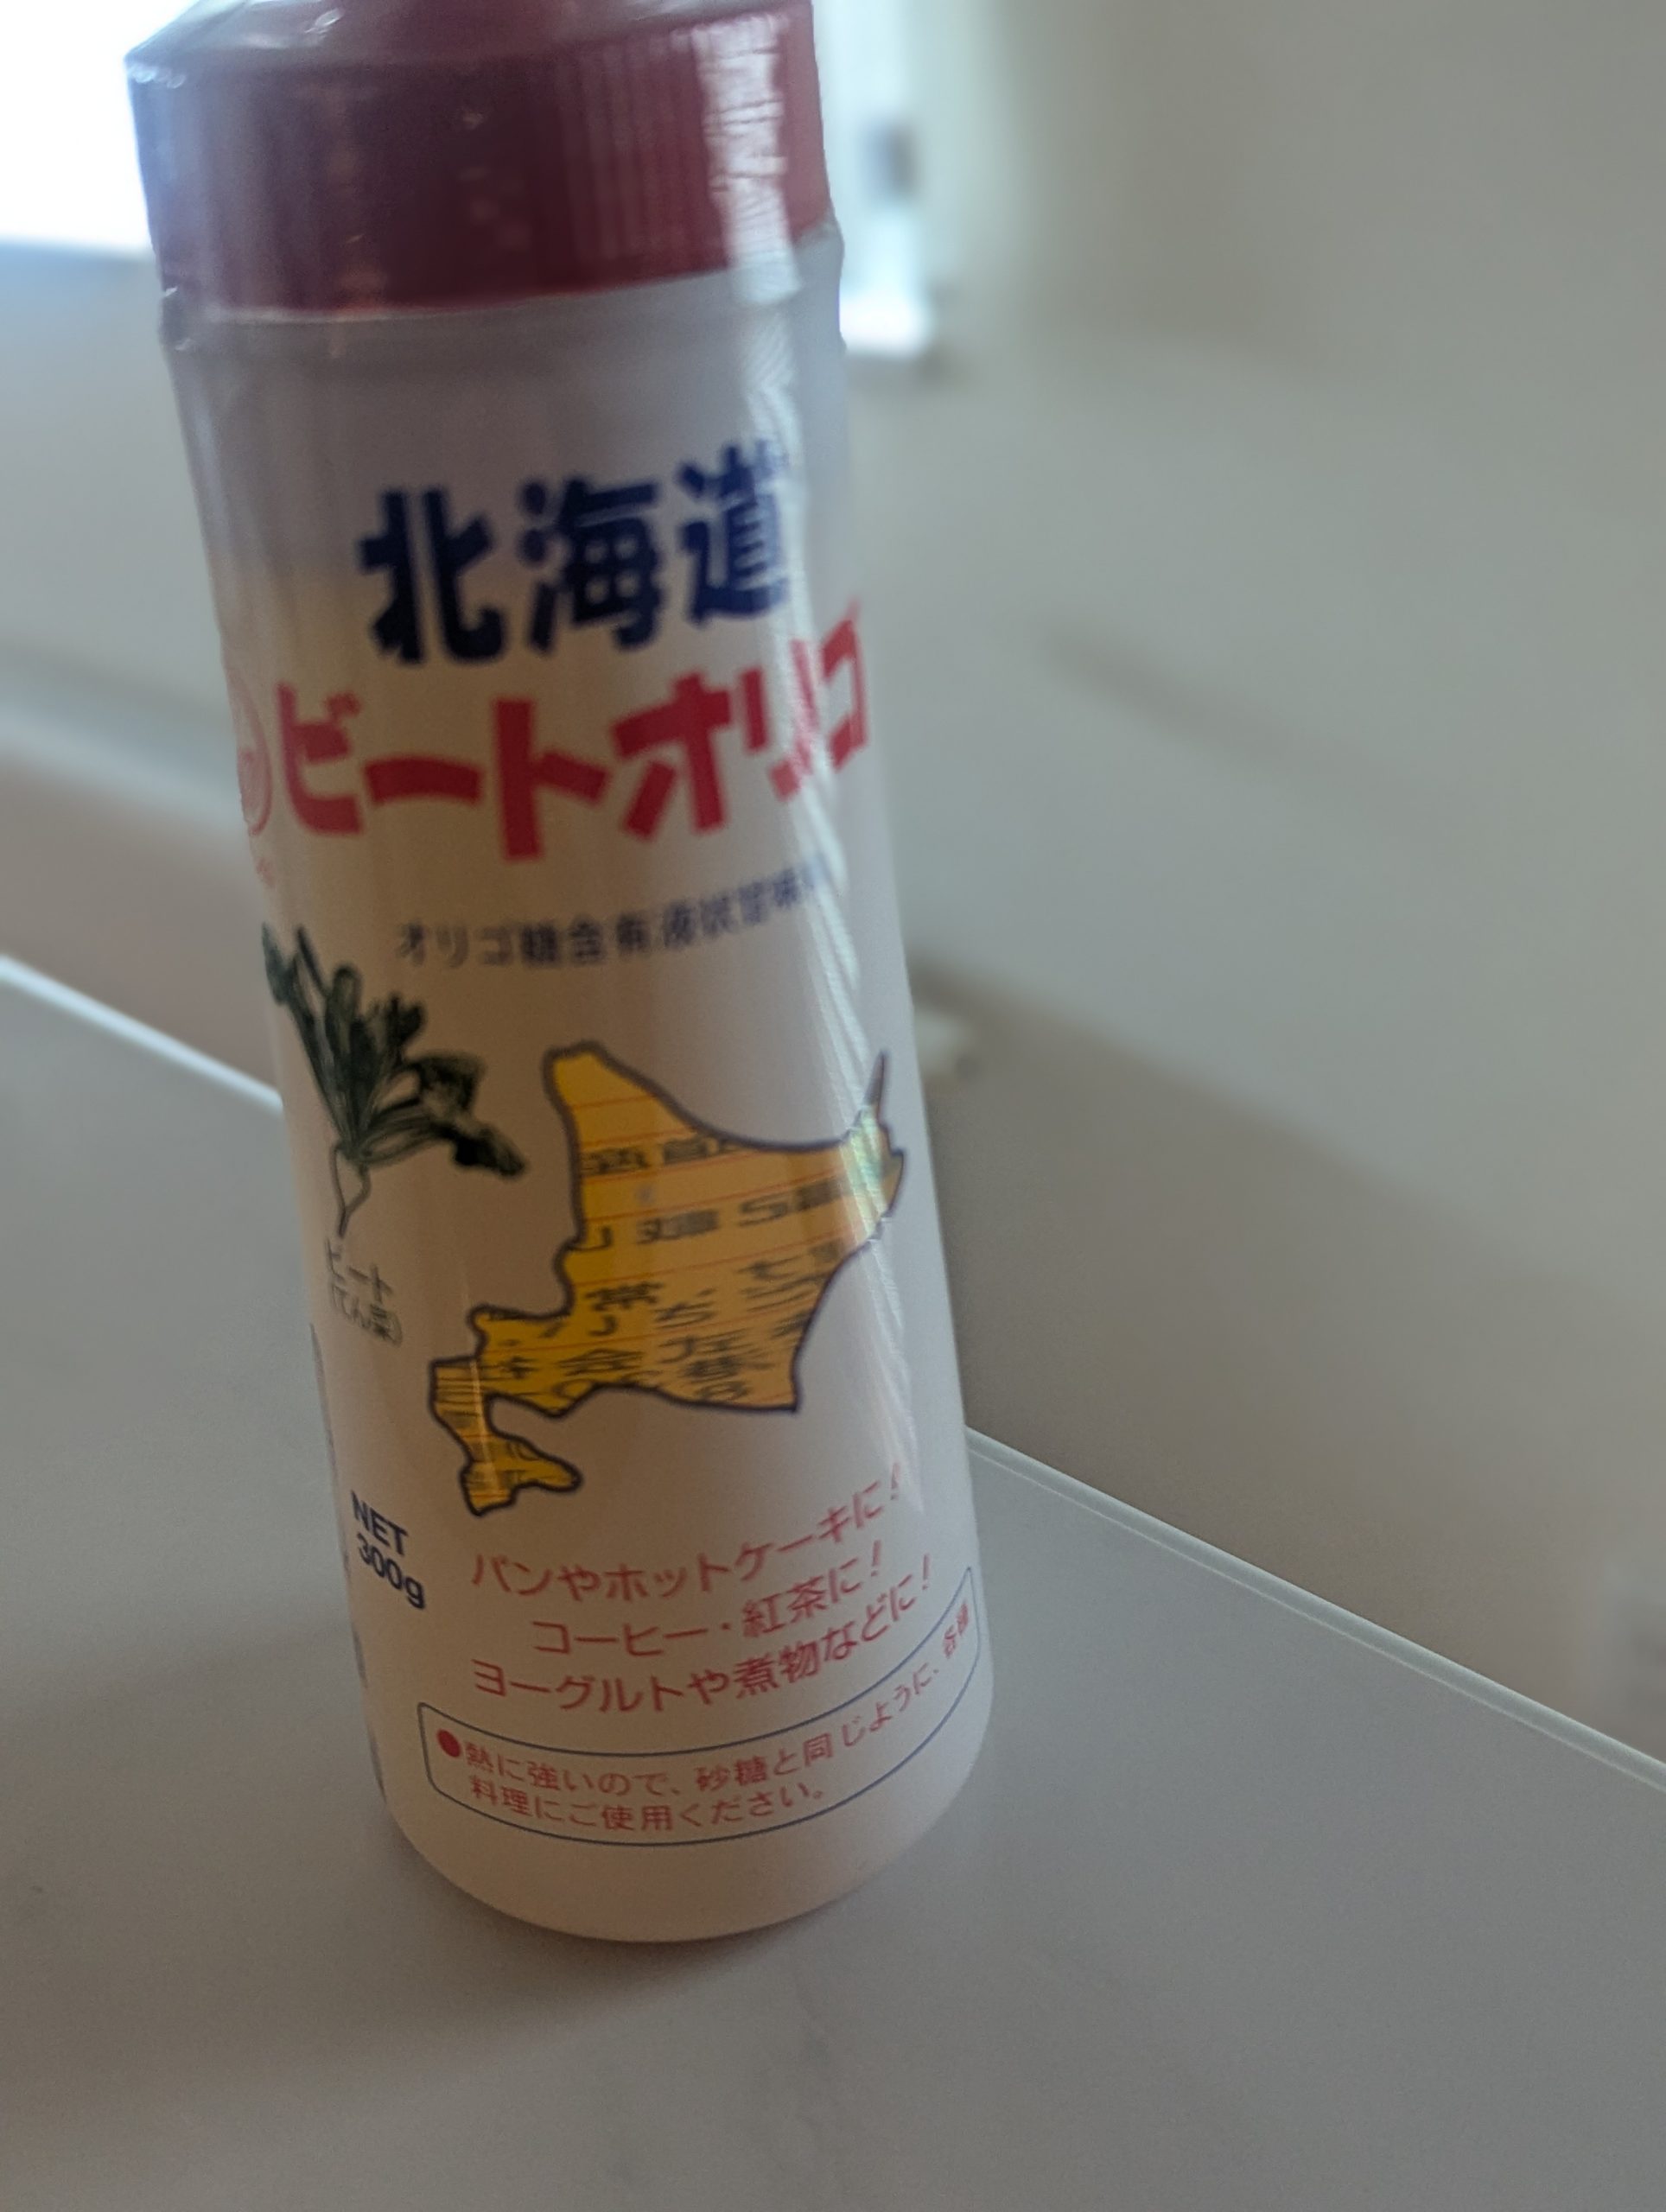 北海道
ビートオリゴ
オリゴ糖含有液状甘味
ビート
(てん菜)
NET
300g
パンやホットケーキに!
コーヒー・紅茶に!
ヨーグルトや煮物などに!
●熱に強いので、砂糖と同じように、各種
料理にご使用ください。